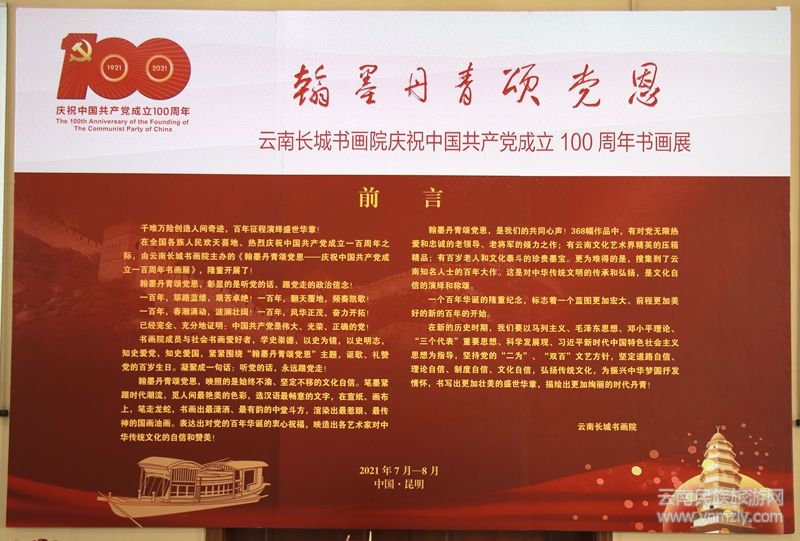 1921 2021
庆祝中国共产党成立100周年
The 100th Anniversary of the Founding of
The Communist Party of China
翰墨丹青颂党恩
云南长城书画院庆祝中国共产党成立 100 周年书画展
前 言
千难万险创造人间奇迹，百年征程演绎盛世华章！
在全国各族人民欢天喜地、热烈庆祝中国共产党成立一百周年之
际，由云南长城书画院主办的《翰墨丹青颂党恩——庆祝中国共产党成
立一百周年书画展》，隆重开展了！
翰墨丹青颂党恩，彰显的是听党的话、跟党走的政治信念！
一百年，筚路蓝缕，艰苦卓绝！一百年，翻天覆地，频奏凯歌！
一百年，春潮涌动，波澜壮阔！一百年，风华正茂，奋力开拓！
已经完全、充分地证明：中国共产党是伟大、光荣、正确的党！
书画院成员与社会书画爱好者，学史崇德，以史为镜，以史明志，
知史爱党，知史爱国，紧紧围绕“翰墨丹青颂党恩”主题，讴歌、礼赞
党的百岁生日。凝聚成一句话：听党的话，永远跟党走！
翰墨丹青颂党恩，映照的是始终不渝、坚定不移的文化自信。笔墨紧
跟时代潮流，觅人间最艳美的色彩，选汉语最畅意的文字，在宣纸、画布
上，笔走龙蛇，书画出最潇洒、最有韵的中堂斗方，渲染出最惹眼、最传
神的国画油画。表达出对党的百年华诞的衷心祝福，映造出各艺术家对中
华传统文化的自信和赞美！
翰墨丹青颂党恩，是我们的共同心声！368幅作品中，有对党无限热
爱和忠诚的老领导、老将军的倾力之作；有云南文化艺术界精英的压箱
精品；有百岁老人和文化泰斗的珍贵墨宝。更为难得的是，搜集到了云
南知名人士的百年大作。这是对中华传统文明的传承和弘扬，是文化自
信的演绎和称颂。
一个百年华诞的隆重纪念，标志着一个蓝图更加宏大、前程更加美
好的新的百年的开始。
在新的历史时期，我们要以马列主义、毛泽东思想、邓小平理论、
“三个代表”重要思想、科学发展观、习近平新时代中国特色社会主义
思想为指导，坚持党的“二为”、“双百”文艺方针，坚定道路自信、
理论自信、制度自信、文化自信，弘扬传统文化，为振兴中华梦圆抒发
情怀，书写出更加壮美的盛世华章，描绘出更加绚丽的时代丹青！
云南长城书画院
2021 年 7 月—8 月
中国·昆明
云南民族旅游网
www.ynmzly.com